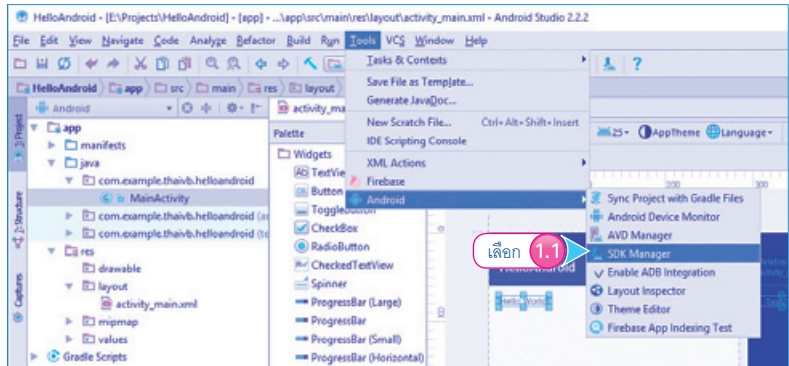 HelloAndroid - [E:\Projects\HelloAndroid] - [app] - ...\app\src\main\res\layout\activity_main.xml - Android Studio 2.2.2
File Edit View Navigate Code Analyze Refactor Build Run Tools VCS Window Help
HelloAndroid app src main res layout
Android
activity_ma
1: Project
2: Structure
Captures
app
manifests
java
com.example.thaivb.helloandroid
MainActivity
com.example.thaivb.helloandroid (an
com.example.thaivb.helloandroid (te
res
drawable
layout
activity_main.xml
mipmap
values
Gradle Scripts
Palette
Widgets
TextVie
Button
ToggleButton
CheckBox
RadioButton
CheckedTextView
Spinner
ProgressBar (Large)
ProgressBar
ProgressBar (Small)
ProgressBar (Horizontal)
Tasks & Contexts
Save File as Template...
Generate JavaDoc...
New Scratch File... Ctrl+Alt+Shift+Insert
IDE Scripting Console
XML Actions
Firebase
Android
25 AppTheme Language
200 300
Sync Project with Gradle Files
Android Device Monitor
AVD Manager
SDK Manager
Enable ADB Integration
Layout Inspector
Theme Editor
Firebase App Indexing Test
เลือก 1.1
HelloAndroid
Hello World!